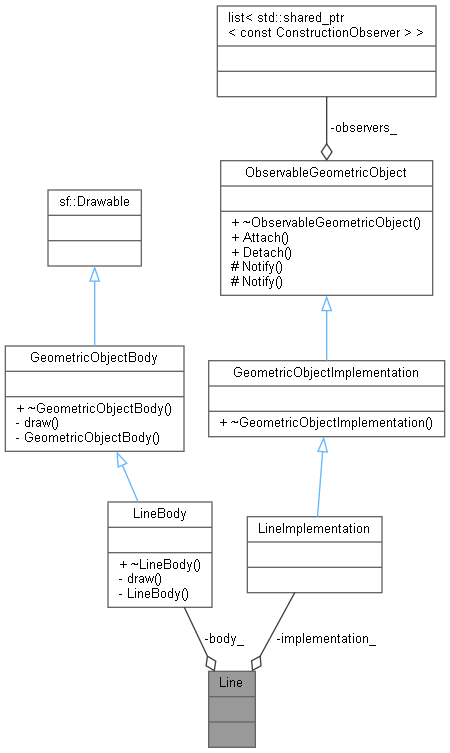 list< std::shared_ptr
< const ConstructionObserver > >
-observers_
ObservableGeometricObject
+ ~ObservableGeometricObject()
+ Attach()
+ Detach()
# Notify()
# Notify()
sf::Drawable
GeometricObjectBody
+ ~GeometricObjectBody()
- draw()
- GeometricObjectBody()
GeometricObjectImplementation
+ ~GeometricObjectImplementation()
LineBody
+ ~LineBody()
- draw()
- LineBody()
LineImplementation
-body_
-implementation_
Line